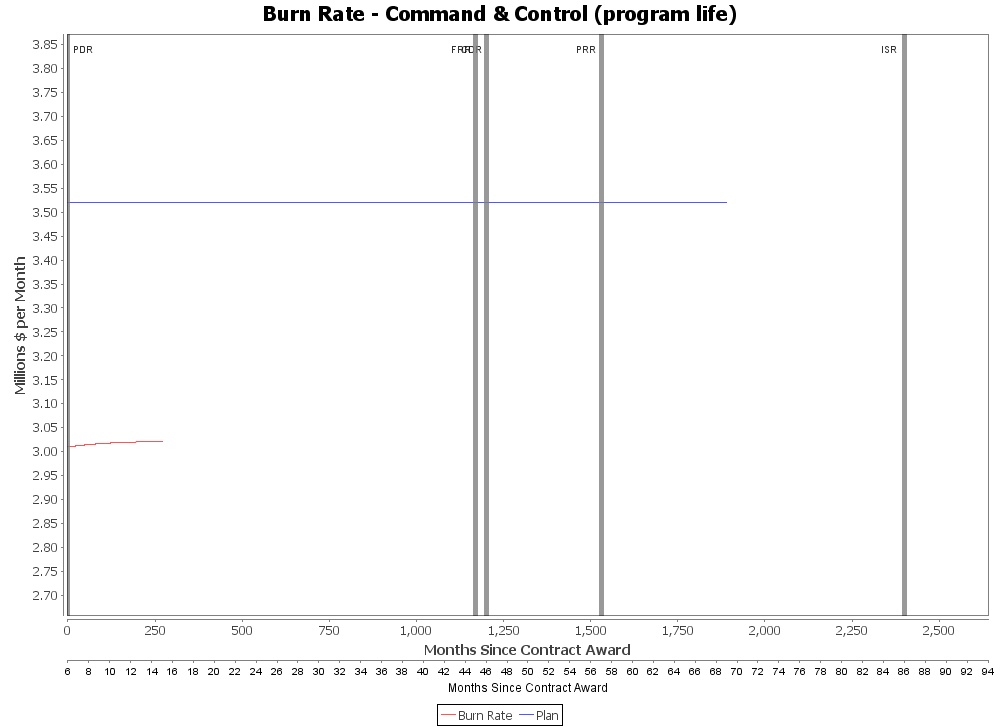 Burn Rate - Command & Control (program life)
PDR
PRR
ISR
3.85
3.80
3.75
3.70
3.65
3.60
3.55
3.50
3.45
3.40
3.35
3.30
3.25
3.20
3.15
3.10
3.05
3.00
2.95
2.90
2.85
2.80
2.75
2.70
Millions $ per Month
0 250 500 750 1,000 1,250 1,500 1,750 2,000 2,250 2,500
Months Since Contract Award
6 8 10 12 14 16 18 20 22 24 26 28 30 32 34 36 38 40 42 44 46 48 50 52 54 56 58 60 62 64 66 68 70 72 74 76 78 80 82 84 86 88 90 92 94
Months Since Contract Award
Burn Rate Plan